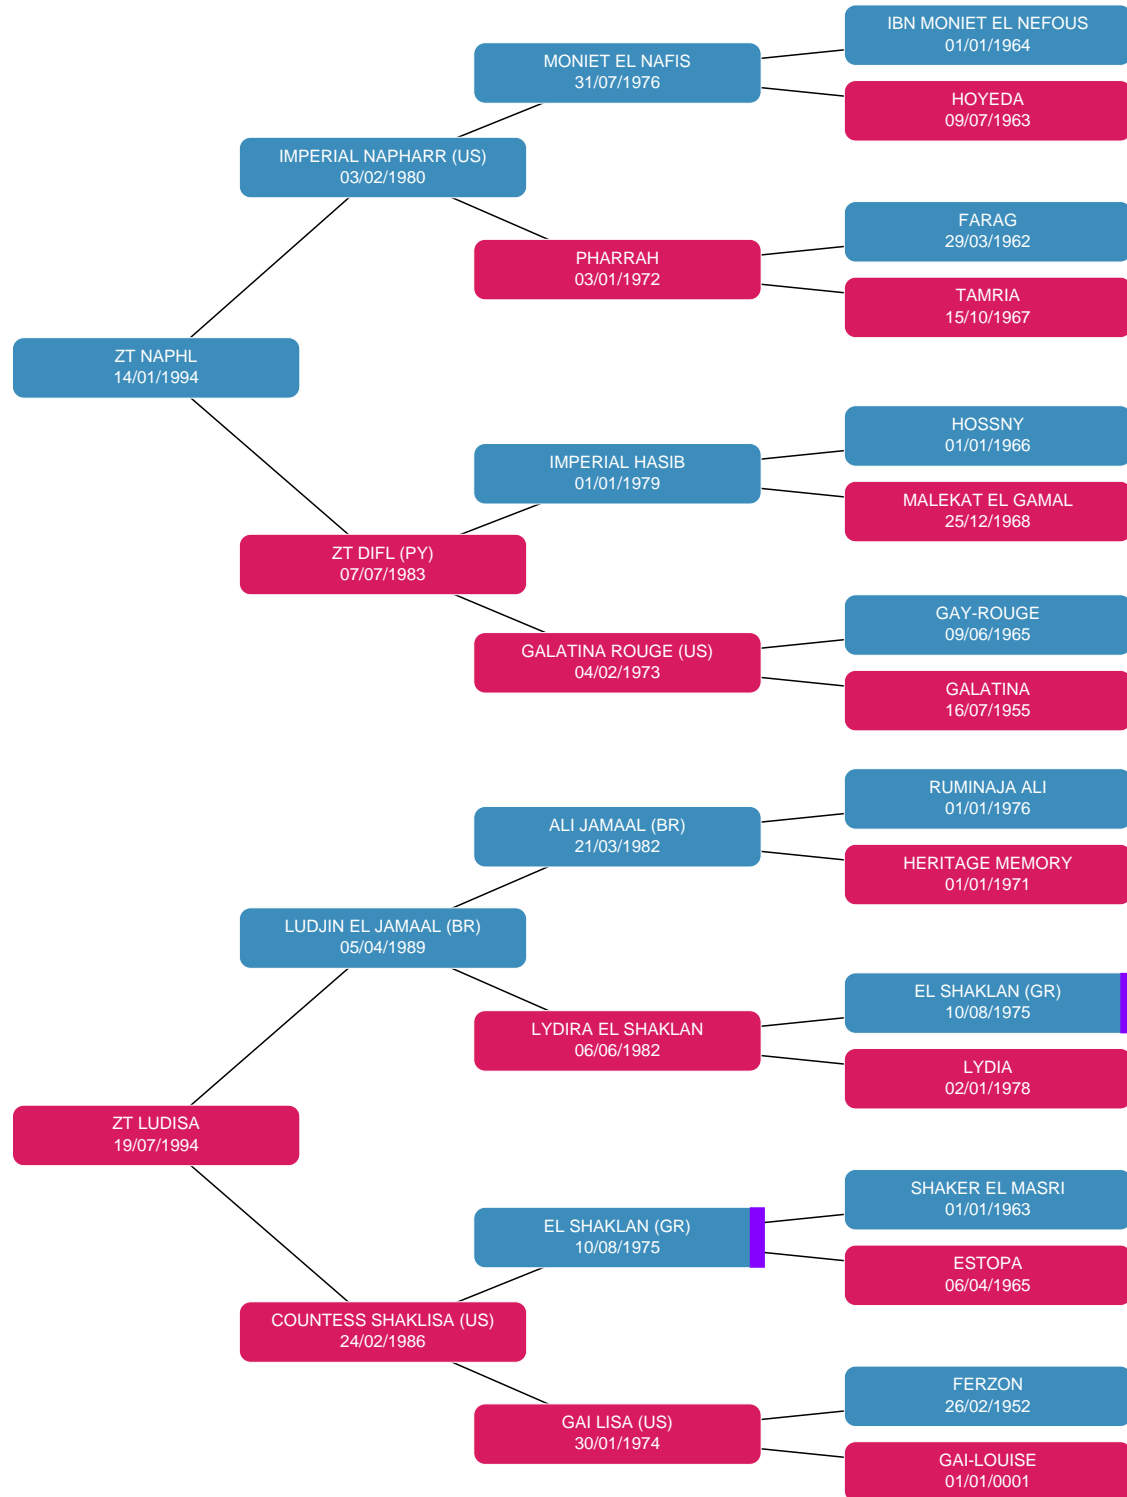 IBN MONIET EL NEFOUS
01/01/1964
MONIET EL NAFIS
31/07/1976
HOYEDA
09/07/1963
IMPERIAL NAPHARR (US)
03/02/1980
FARAG
29/03/1962
PHARRAH
03/01/1972
TAMRIA
15/10/1967
ZT NAPHL
14/01/1994
HOSSNY
01/01/1966
IMPERIAL HASIB
01/01/1979
MALEKAT EL GAMAL
25/12/1968
ZT DIFL (PY)
07/07/1983
GAY-ROUGE
09/06/1965
GALATINA ROUGE (US)
04/02/1973
GALATINA
16/07/1955
RUMINAJA ALI
01/01/1976
ALI JAMAAL (BR)
21/03/1982
HERITAGE MEMORY
01/01/1971
LUDJIN EL JAMAAL (BR)
05/04/1989
EL SHAKLAN (GR)
10/08/1975
LYDIRA EL SHAKLAN
06/06/1982
LYDIA
02/01/1978
ZT LUDISA
19/07/1994
SHAKER EL MASRI
01/01/1963
EL SHAKLAN (GR)
10/08/1975
ESTOPA
06/04/1965
COUNTESS SHAKLISA (US)
24/02/1986
FERZON
26/02/1952
GAI LISA (US)
30/01/1974
GAI-LOUISE
01/01/0001